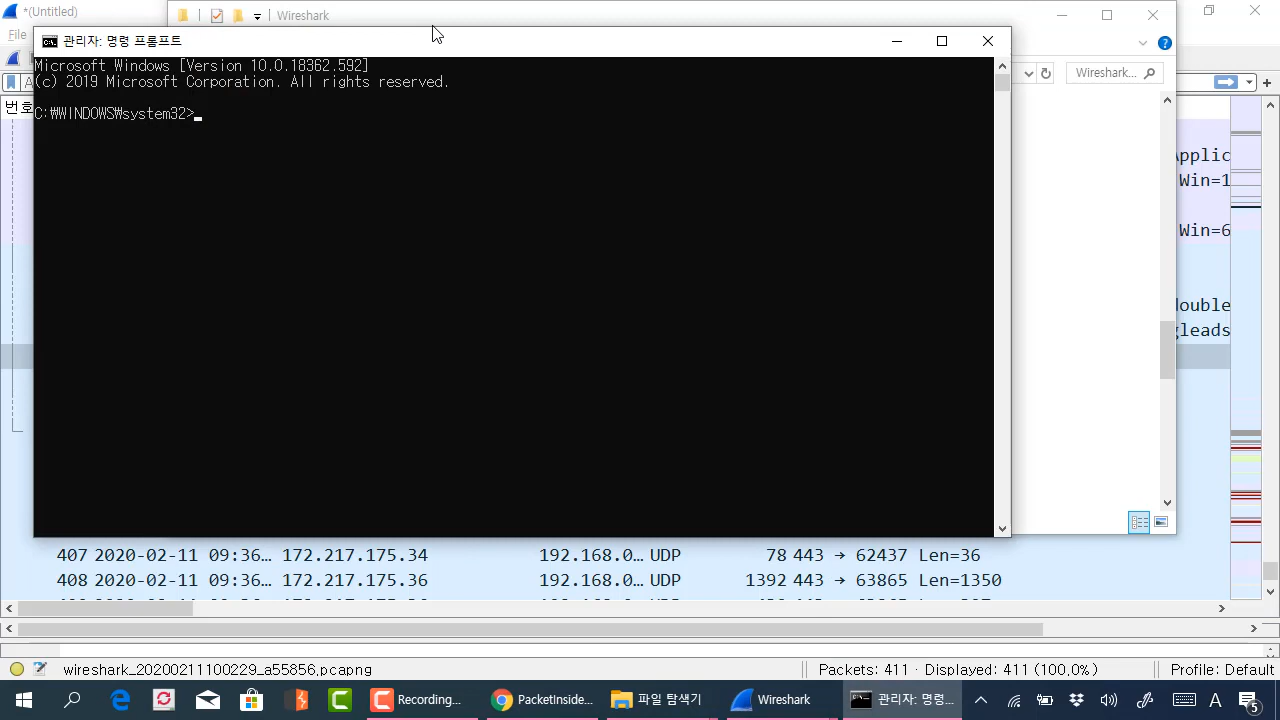 *(Untitled)
Wireshark
File
관리자: 명령 프롬프트
Microsoft Windows [Version 10.0.18362.592]
(c) 2019 Microsoft Corporation. All rights reserved.
Wireshark...
번호
C:₩WINDOWS₩system32>
Applic
Win=1
Win=6
double
gleads
407 2020-02-11 09:36... 172.217.175.34 192.168.0... UDP 78 443 → 62437 Len=36
408 2020-02-11 09:36... 172.217.175.36 192.168.0... UDP 1392 443 → 63865 Len=1350
wireshark_20200211100229_a55856.pcapng
Packets: 411 · Displayed: 411 (100.0%)
Profile: Default
Recording...
PacketInside...
파일 탐색기
Wireshark
관리자: 명령...
A
5